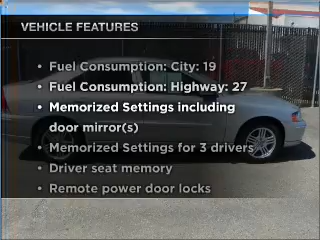 VEHICLE FEATURES
• Fuel Consumption: City: 19
• Fuel Consumption: Highway: 27
• Memorized Settings including
door mirror(s)
• Memorized Settings for 3 drivers
• Driver seat memory
• Remote power door locks